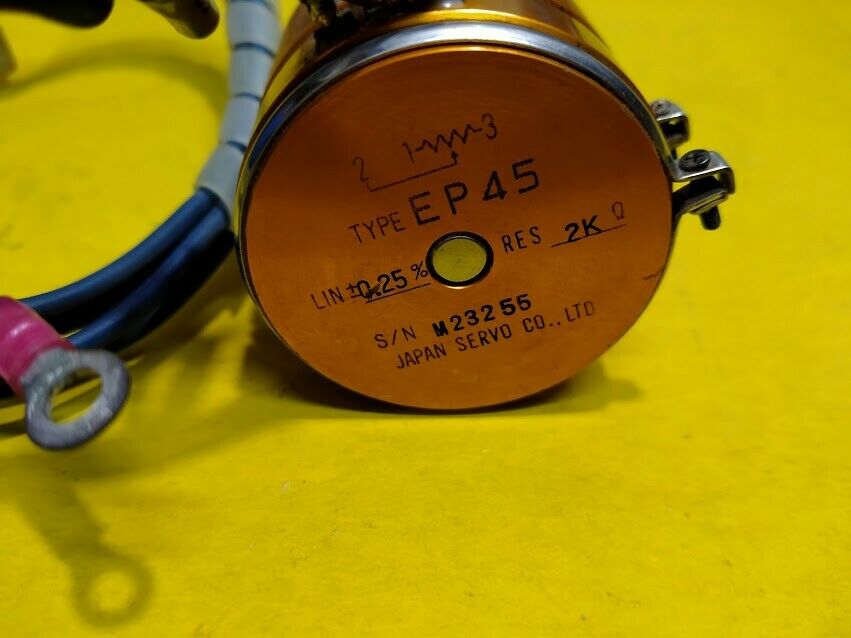 2 1 3
TYPE EP45
LIN ±0.25% RES 2K Ω
S/N M23255
JAPAN SERVO CO., LTD